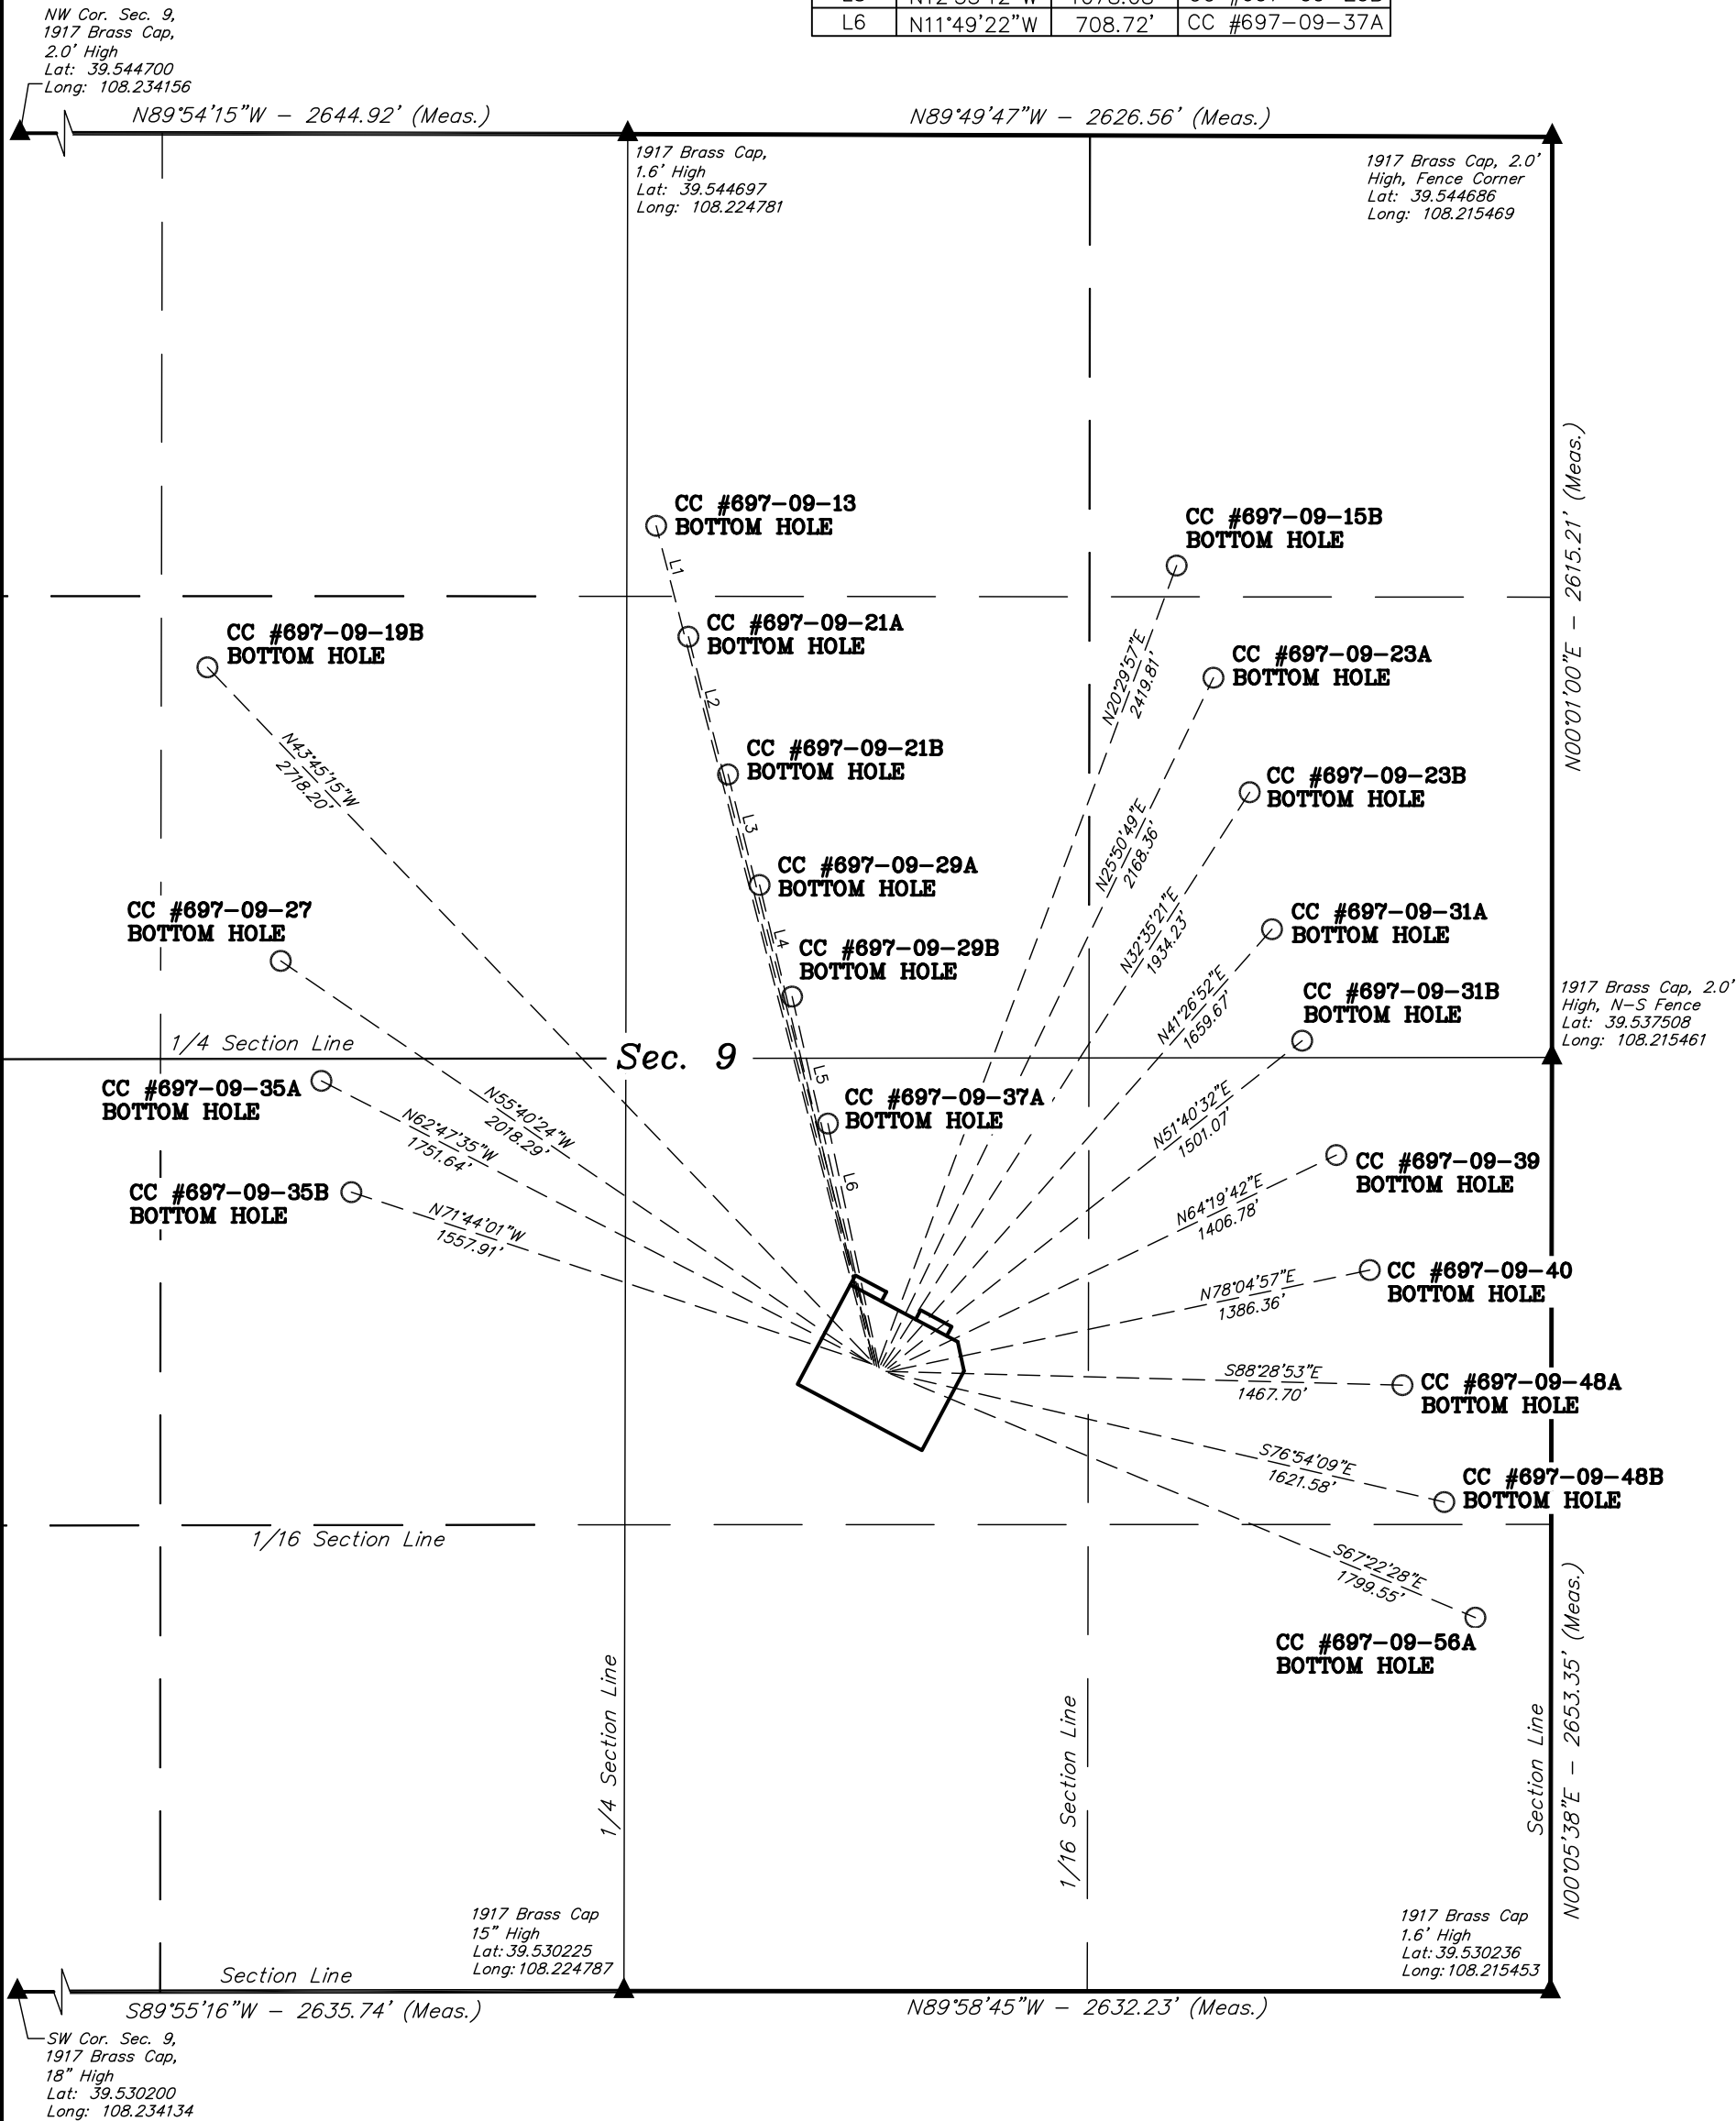 L6 N11°49'22"W 708.72' CC #697-09-37A
NW Cor. Sec. 9,
1917 Brass Cap,
2.0' High
Lat: 39.544700
Long: 108.234156
N89°54'15"W - 2644.92' (Meas.)
N89°49'47"W - 2626.56' (Meas.)
1917 Brass Cap,
1.6' High
Lat: 39.544697
Long: 108.224781
1917 Brass Cap, 2.0'
High, Fence Corner
Lat: 39.544686
Long: 108.215469
N00°01'00"E - 2615.21' (Meas.)
CC #697-09-13
BOTTOM HOLE
L1
CC #697-09-15B
BOTTOM HOLE
N20°29'57"E
2419.81'
CC #697-09-19B
BOTTOM HOLE
N43°45'15"W
2718.20'
CC #697-09-21A
BOTTOM HOLE
L2
CC #697-09-23A
BOTTOM HOLE
N25°50'49"E
2168.36'
CC #697-09-21B
BOTTOM HOLE
L3
CC #697-09-23B
BOTTOM HOLE
N32°35'21"E
1934.23'
CC #697-09-29A
BOTTOM HOLE
L4
CC #697-09-27
BOTTOM HOLE
N55°40'24"W
2018.29'
CC #697-09-31A
BOTTOM HOLE
N41°26'52"E
1659.67'
CC #697-09-29B
BOTTOM HOLE
L5
CC #697-09-31B
BOTTOM HOLE
N51°40'32"E
1501.07'
1917 Brass Cap, 2.0'
High, N-S Fence
Lat: 39.537508
Long: 108.215461
1/4 Section Line
Sec. 9
CC #697-09-35A
BOTTOM HOLE
N62°47'35"W
1751.64'
CC #697-09-37A
BOTTOM HOLE
L6
CC #697-09-39
BOTTOM HOLE
N64°19'42"E
1406.78'
CC #697-09-35B
BOTTOM HOLE
N71°44'01"W
1557.91'
CC #697-09-40
BOTTOM HOLE
N78°04'57"E
1386.36'
CC #697-09-48A
BOTTOM HOLE
S88°28'53"E
1467.70'
CC #697-09-48B
BOTTOM HOLE
S76°54'09"E
1621.58'
1/16 Section Line
S67°22'28"E
1799.55'
CC #697-09-56A
BOTTOM HOLE
1/4 Section Line
1/16 Section Line
Section Line
N00°05'38"E - 2653.35' (Meas.)
1917 Brass Cap
15" High
Lat: 39.530225
Long: 108.224787
1917 Brass Cap
1.6' High
Lat: 39.530236
Long: 108.215453
Section Line
S89°55'16"W - 2635.74' (Meas.)
N89°58'45"W - 2632.23' (Meas.)
SW Cor. Sec. 9,
1917 Brass Cap,
18" High
Lat: 39.530200
Long: 108.234134